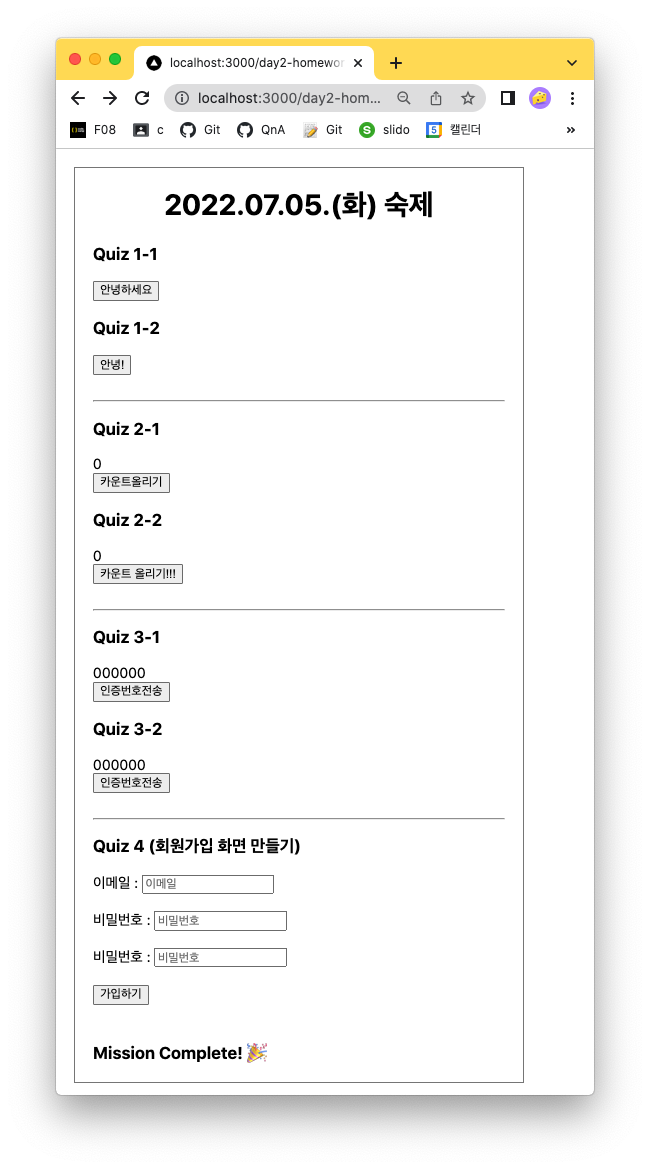 localhost:3000/day2-homewor
localhost:3000/day2-hom...
F08 c Git QnA Git slido 캘린더 »
2022.07.05.(화) 숙제
Quiz 1-1
안녕하세요
Quiz 1-2
안녕!
Quiz 2-1
0
카운트올리기
Quiz 2-2
0
카운트 올리기!!!
Quiz 3-1
000000
인증번호전송
Quiz 3-2
000000
인증번호전송
Quiz 4 (회원가입 화면 만들기)
이메일 : 이메일
비밀번호 : 비밀번호
비밀번호 : 비밀번호
가입하기
Mission Complete! 🎉